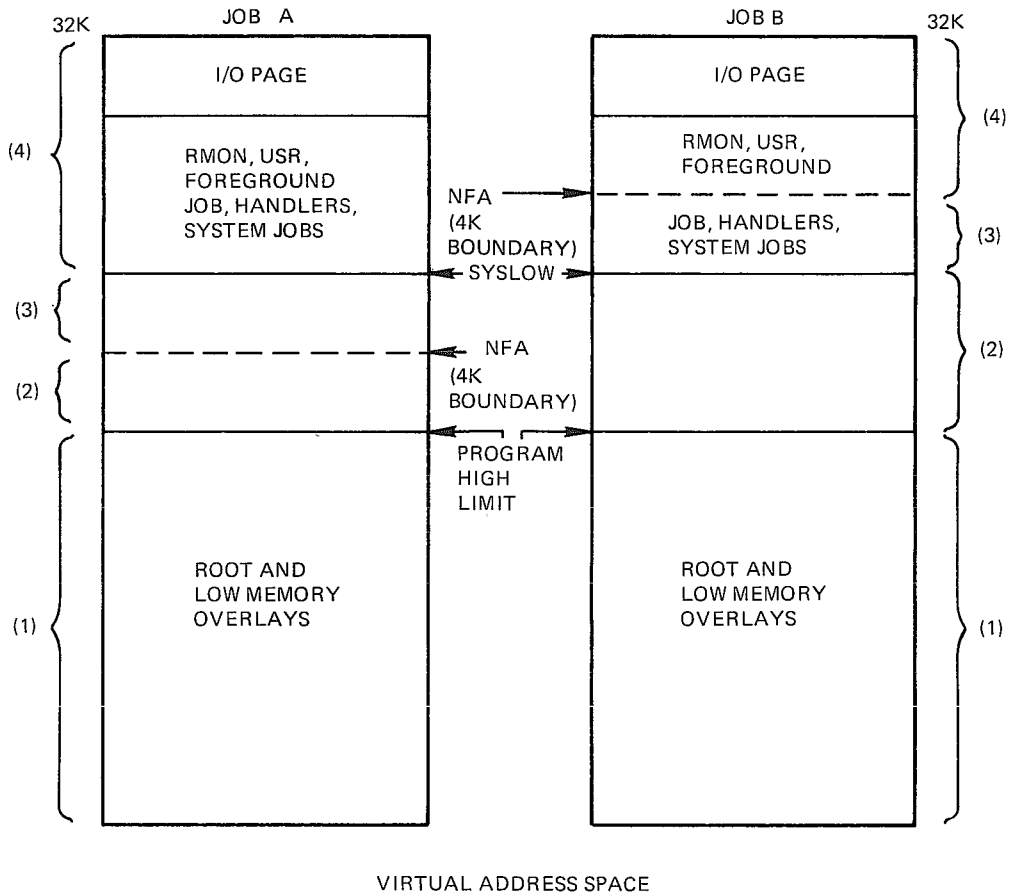 JOB A
JOB B
32K
32K
I/O PAGE
I/O PAGE
(4)
(4)
RMON, USR,
FOREGROUND
JOB, HANDLERS,
SYSTEM JOBS
RMON, USR,
FOREGROUND
NFA
(4K
BOUNDARY)
JOB, HANDLERS,
SYSTEM JOBS
(3)
SYSLOW
(3)
NFA
(4K
BOUNDARY)
(2)
(2)
PROGRAM
HIGH
LIMIT
ROOT AND
LOW MEMORY
OVERLAYS
ROOT AND
LOW MEMORY
OVERLAYS
(1)
(1)
VIRTUAL ADDRESS SPACE